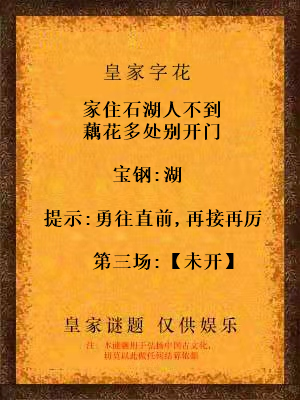 皇家字花
家住石湖人不到
藕花多处别开门
宝钢:湖
提示:勇往直前,再接再厉
第三场:【未开】
皇家谜题 仅供娱乐
注：本谜题用于弘扬中国古文化,
切莫以此做任何结算依据